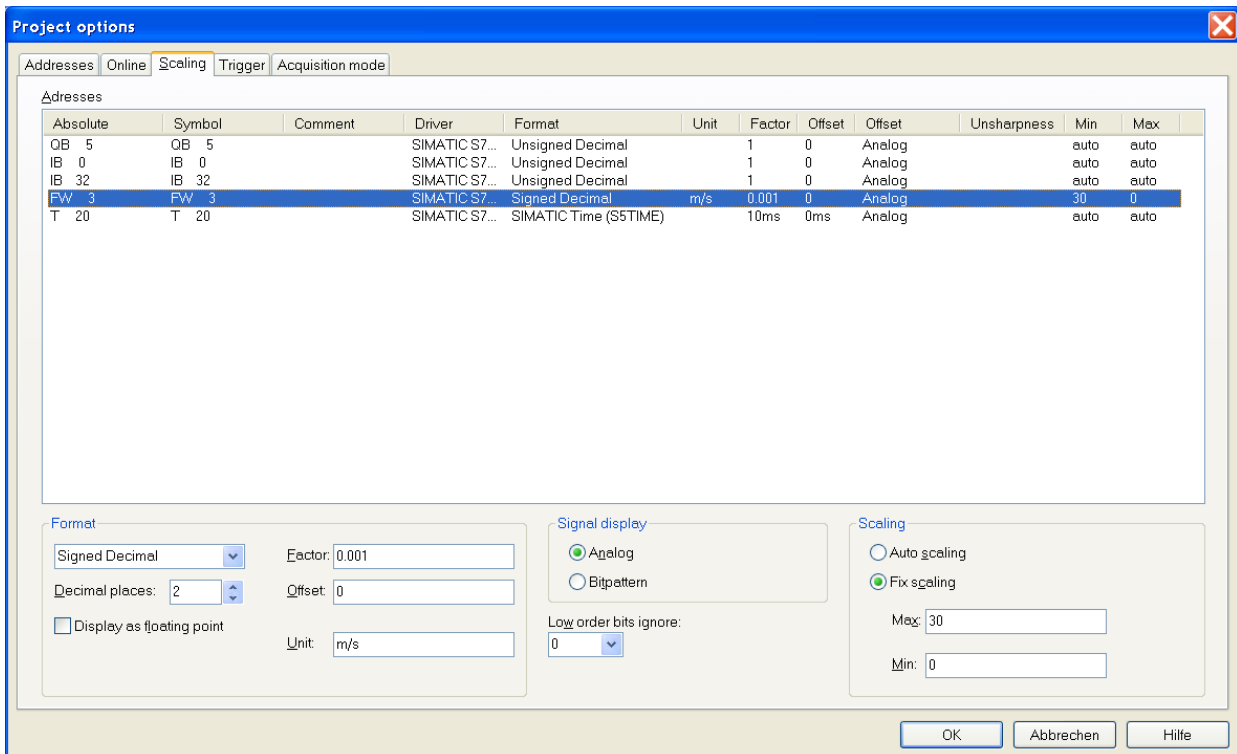 Project options
Addresses Online Scaling Trigger Acquisition mode
Adresses
Absolute Symbol Comment Driver Format Unit Factor Offset Offset Unsharpness Min Max
QB 5 QB 5 SIMATIC S7... Unsigned Decimal 1 0 Analog auto auto
IB 0 IB 0 SIMATIC S7... Unsigned Decimal 1 0 Analog auto auto
IB 32 IB 32 SIMATIC S7... Unsigned Decimal 1 0 Analog auto auto
FW 3 FW 3 SIMATIC S7... Signed Decimal m/s 0.001 0 Analog 30 0
T 20 T 20 SIMATIC S7... SIMATIC Time (S5TIME) 10ms 0ms Analog auto auto
Format
Signed Decimal Factor: 0.001
Decimal places: 2 Offset: 0
Display as floating point
Unit: m/s
Signal display
Analog
Bitpattern
Low order bits ignore:
0
Scaling
Auto scaling
Fix scaling
Max: 30
Min: 0
OK Abbrechen Hilfe